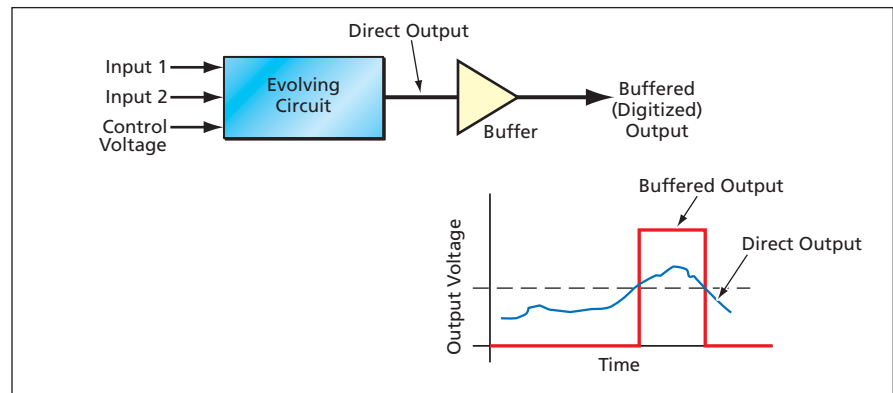 Direct Output
Input 1
Input 2
Control
Voltage
Evolving
Circuit
Buffer
Buffered
(Digitized)
Output
Buffered Output
Direct Output
Output Voltage
Time